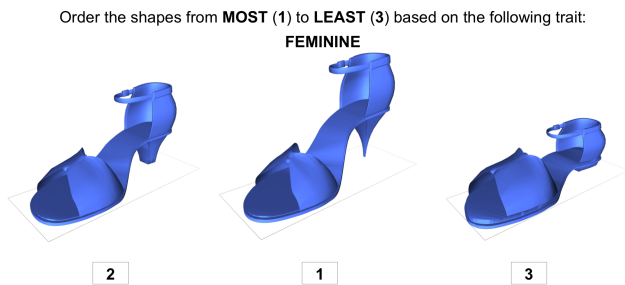 Order the shapes from MOST (1) to LEAST (3) based on the following trait:
FEMININE
2 1 3